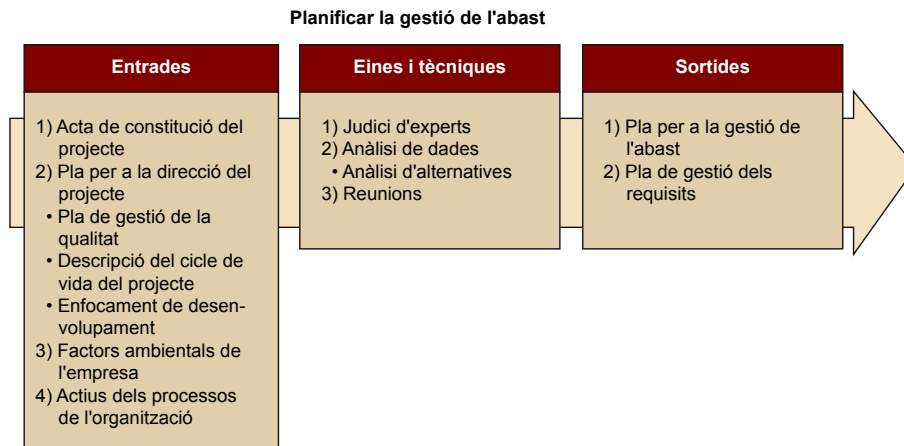 Planificar la gestió de l'abast
Entrades
1) Acta de constitució del
projecte
2) Pla per a la direcció del
projecte
• Pla de gestió de la
qualitat
• Descripció del cicle de
vida del projecte
• Enfocament de desen-
volupament
3) Factors ambientals de
l'empresa
4) Actius dels processos
de l'organització
Eines i tècniques
1) Judici d'experts
2) Anàlisi de dades
• Anàlisi d'alternatives
3) Reunions
Sortides
1) Pla per a la gestió de
l'abast
2) Pla de gestió dels
requisits